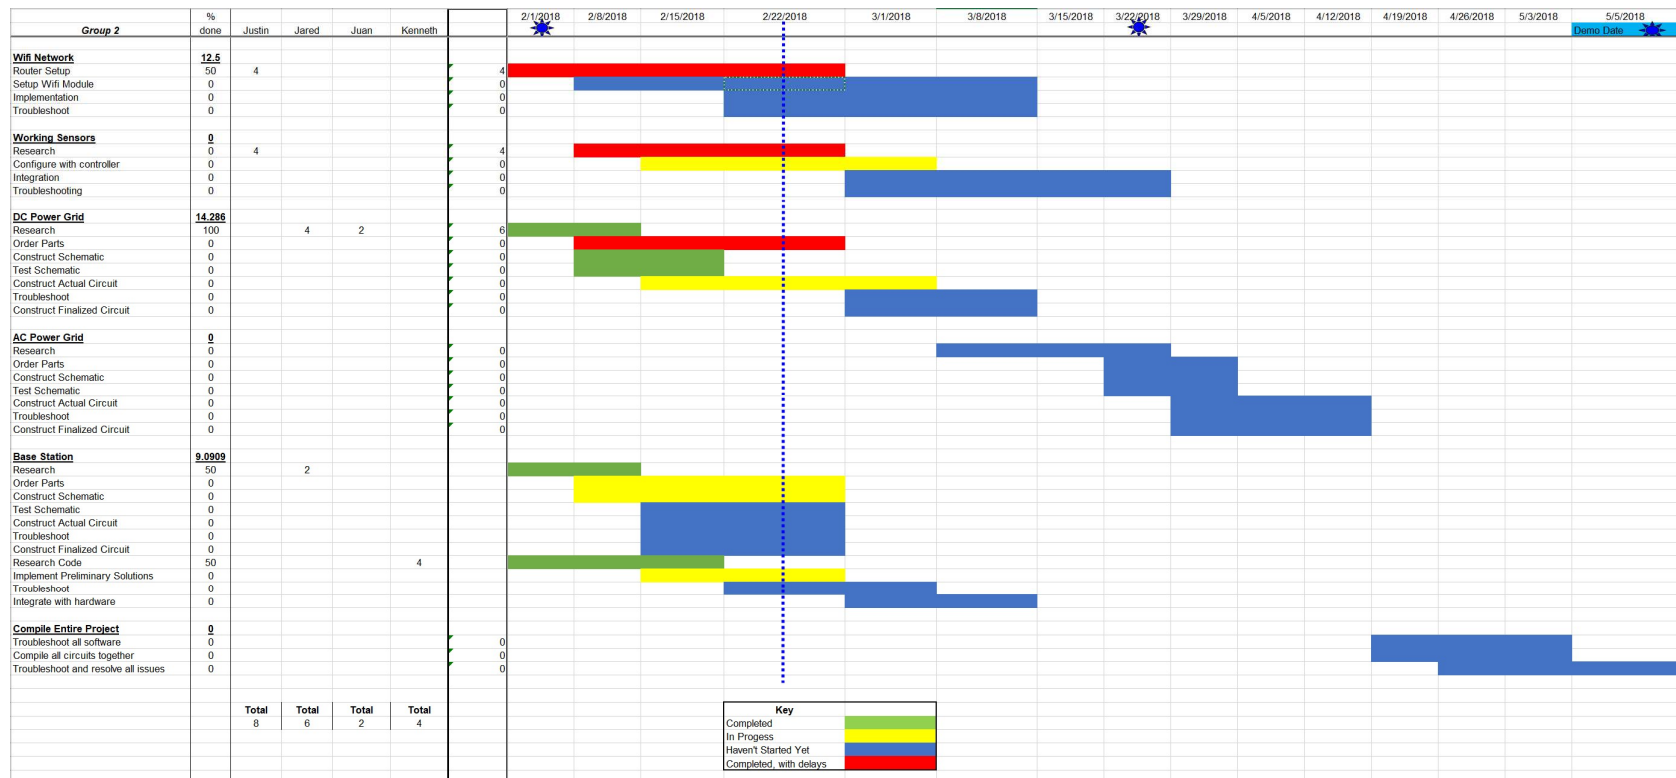 % 2/1/2018 2/8/2018 2/15/2018 2/22/2018 3/1/2018 3/8/2018 3/15/2018 3/22/2018 3/29/2018 4/5/2018 4/12/2018 4/19/2018 4/26/2018 5/3/2018 5/5/2018
Group 2 done Justin Jared Juan Kenneth Demo Date
Wifi Network 12.5
Router Setup 50 4 4
Setup Wifi Module 0 0
Implementation 0 0
Troubleshoot 0 0
Working Sensors 0
Research 0 4 4
Configure with controller 0 0
Integration 0 0
Troubleshooting 0 0
DC Power Grid 14.286
Research 100 4 2 6
Order Parts 0 0
Construct Schematic 0 0
Test Schematic 0 0
Construct Actual Circuit 0 0
Troubleshoot 0 0
Construct Finalized Circuit 0 0
AC Power Grid 0
Research 0 0
Order Parts 0 0
Construct Schematic 0 0
Test Schematic 0 0
Construct Actual Circuit 0 0
Troubleshoot 0 0
Construct Finalized Circuit 0 0
Base Station 9.0909
Research 50 2
Order Parts 0
Construct Schematic 0
Test Schematic 0
Construct Actual Circuit 0
Troubleshoot 0
Construct Finalized Circuit 0
Research Code 50 4
Implement Preliminary Solutions 0
Troubleshoot 0
Integrate with hardware 0
Compile Entire Project 0
Troubleshoot all software 0 0
Compile all circuits together 0 0
Troubleshoot and resolve all issues 0 0
Total Total Total Total Key
8 6 2 4 Completed
In Progess
Haven't Started Yet
Completed, with delays